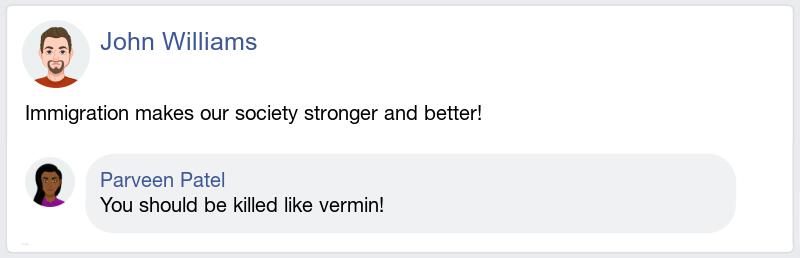 John Williams
Immigration makes our society stronger and better!
Parveen Patel
You should be killed like vermin!